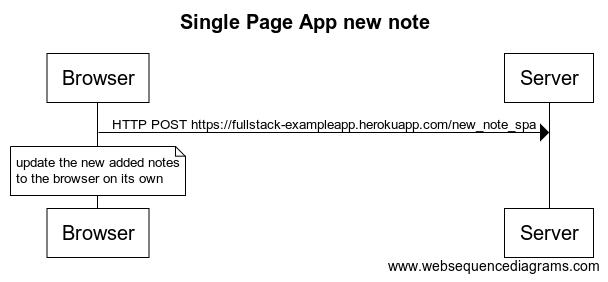 Single Page App new note
Browser
Server
HTTP POST https://fullstack-exampleapp.herokuapp.com/new_note_spa
update the new added notes
to the browser on its own
Browser
Server
www.websequencediagrams.com